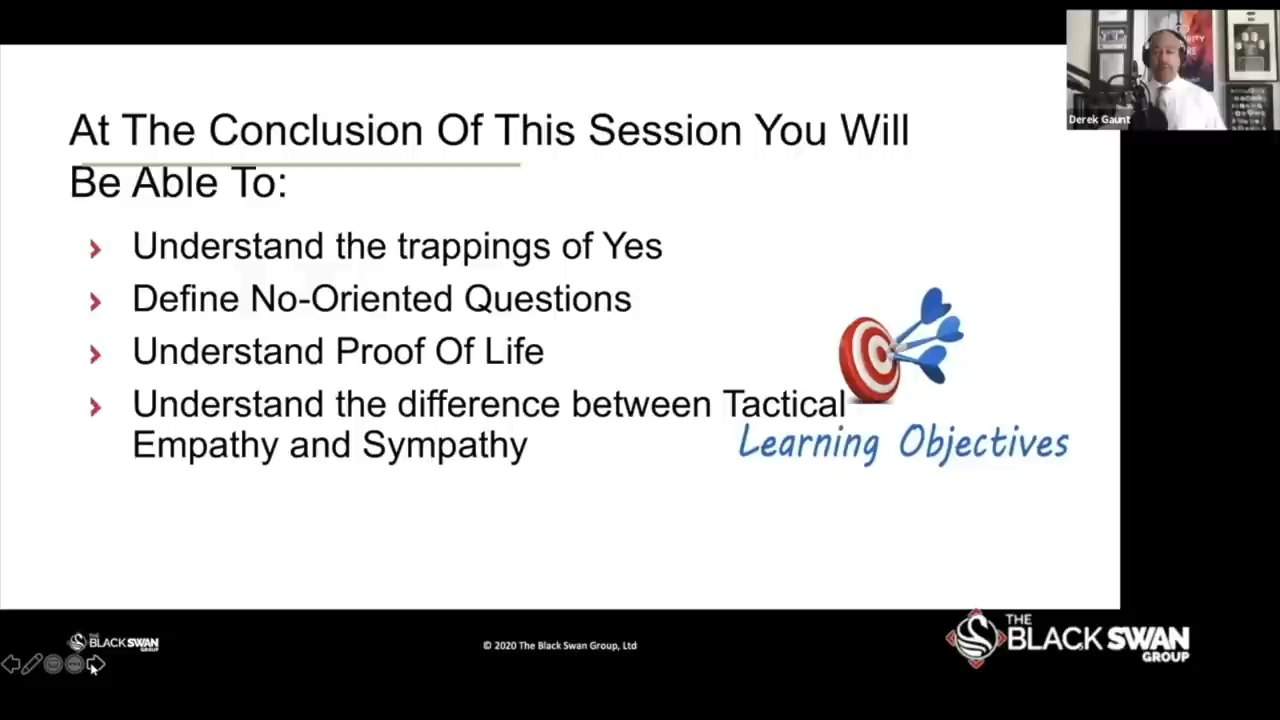 At The Conclusion Of This Session You Will
Be Able To:
› Understand the trappings of Yes
› Define No-Oriented Questions
› Understand Proof Of Life
› Understand the difference between Tactical
Empathy and Sympathy
Learning Objectives
Derek Gaunt
THE
BLACK SWAN
GROUP
© 2020 The Black Swan Group, Ltd
THE
BLACK SWAN
GROUP